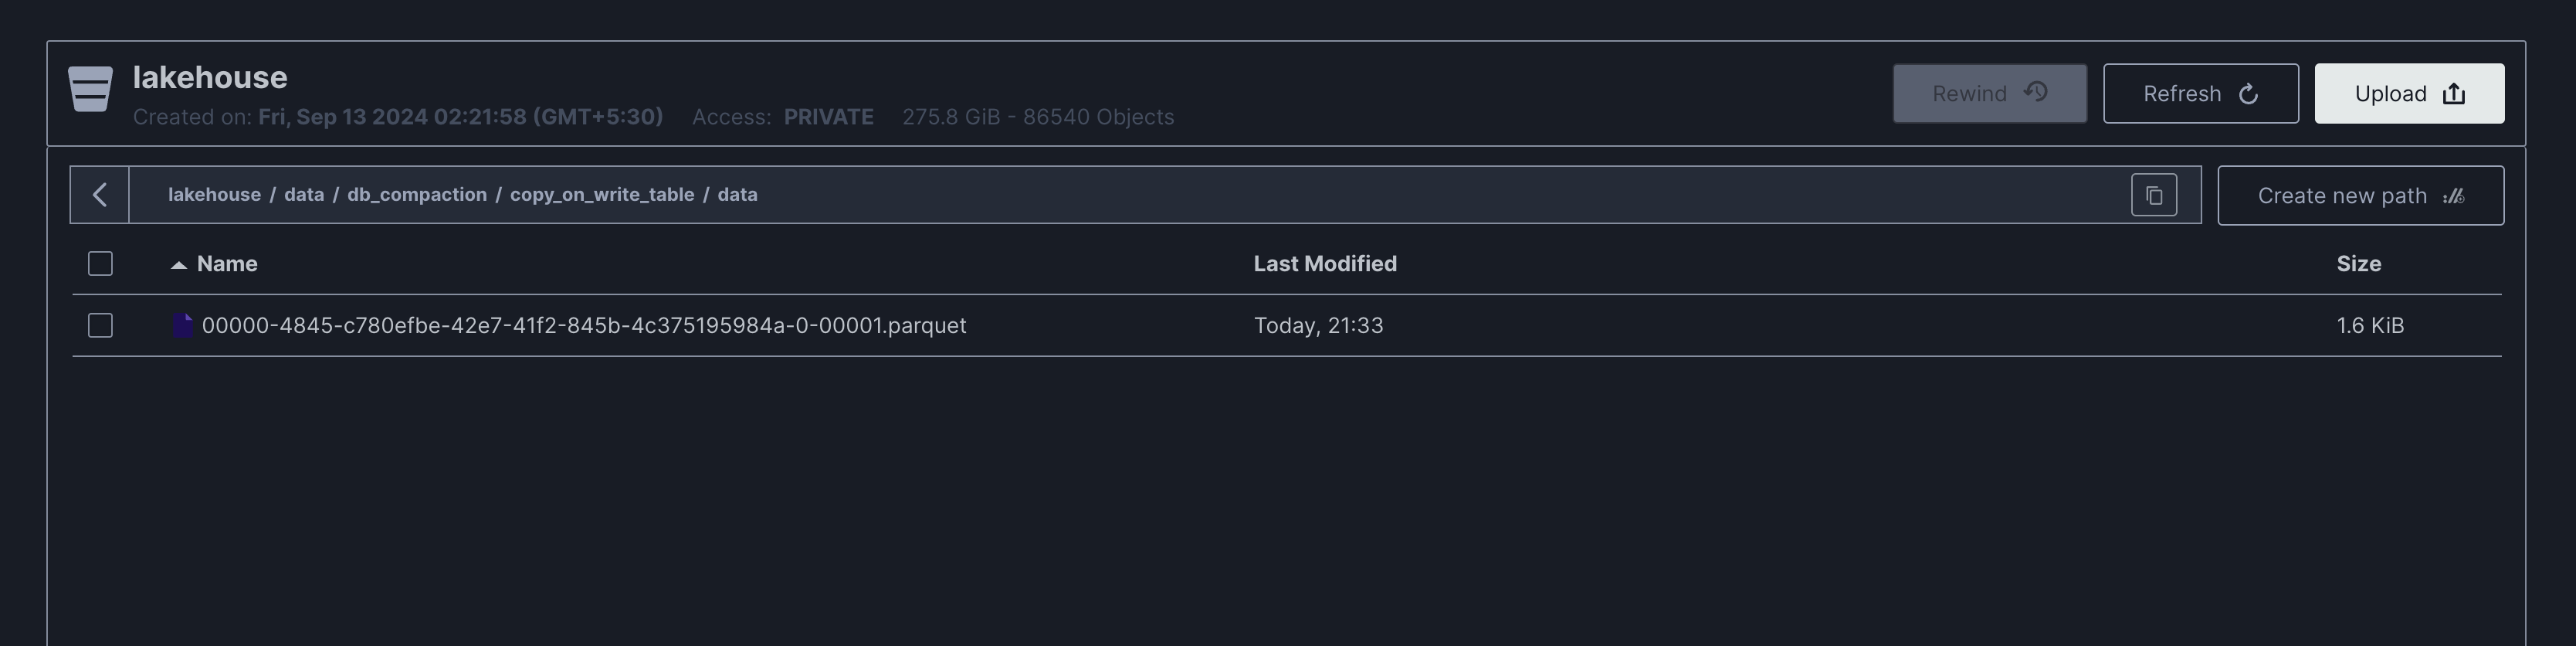 lakehouse
Created on: Fri, Sep 13 2024 02:21:58 (GMT+5:30) Access: PRIVATE 275.8 GiB - 86540 Objects
Rewind Refresh Upload
lakehouse / data / db_compaction / copy_on_write_table / data
Create new path
Name Last Modified Size
00000-4845-c780efbe-42e7-41f2-845b-4c375195984a-0-00001.parquet Today, 21:33 1.6 KiB